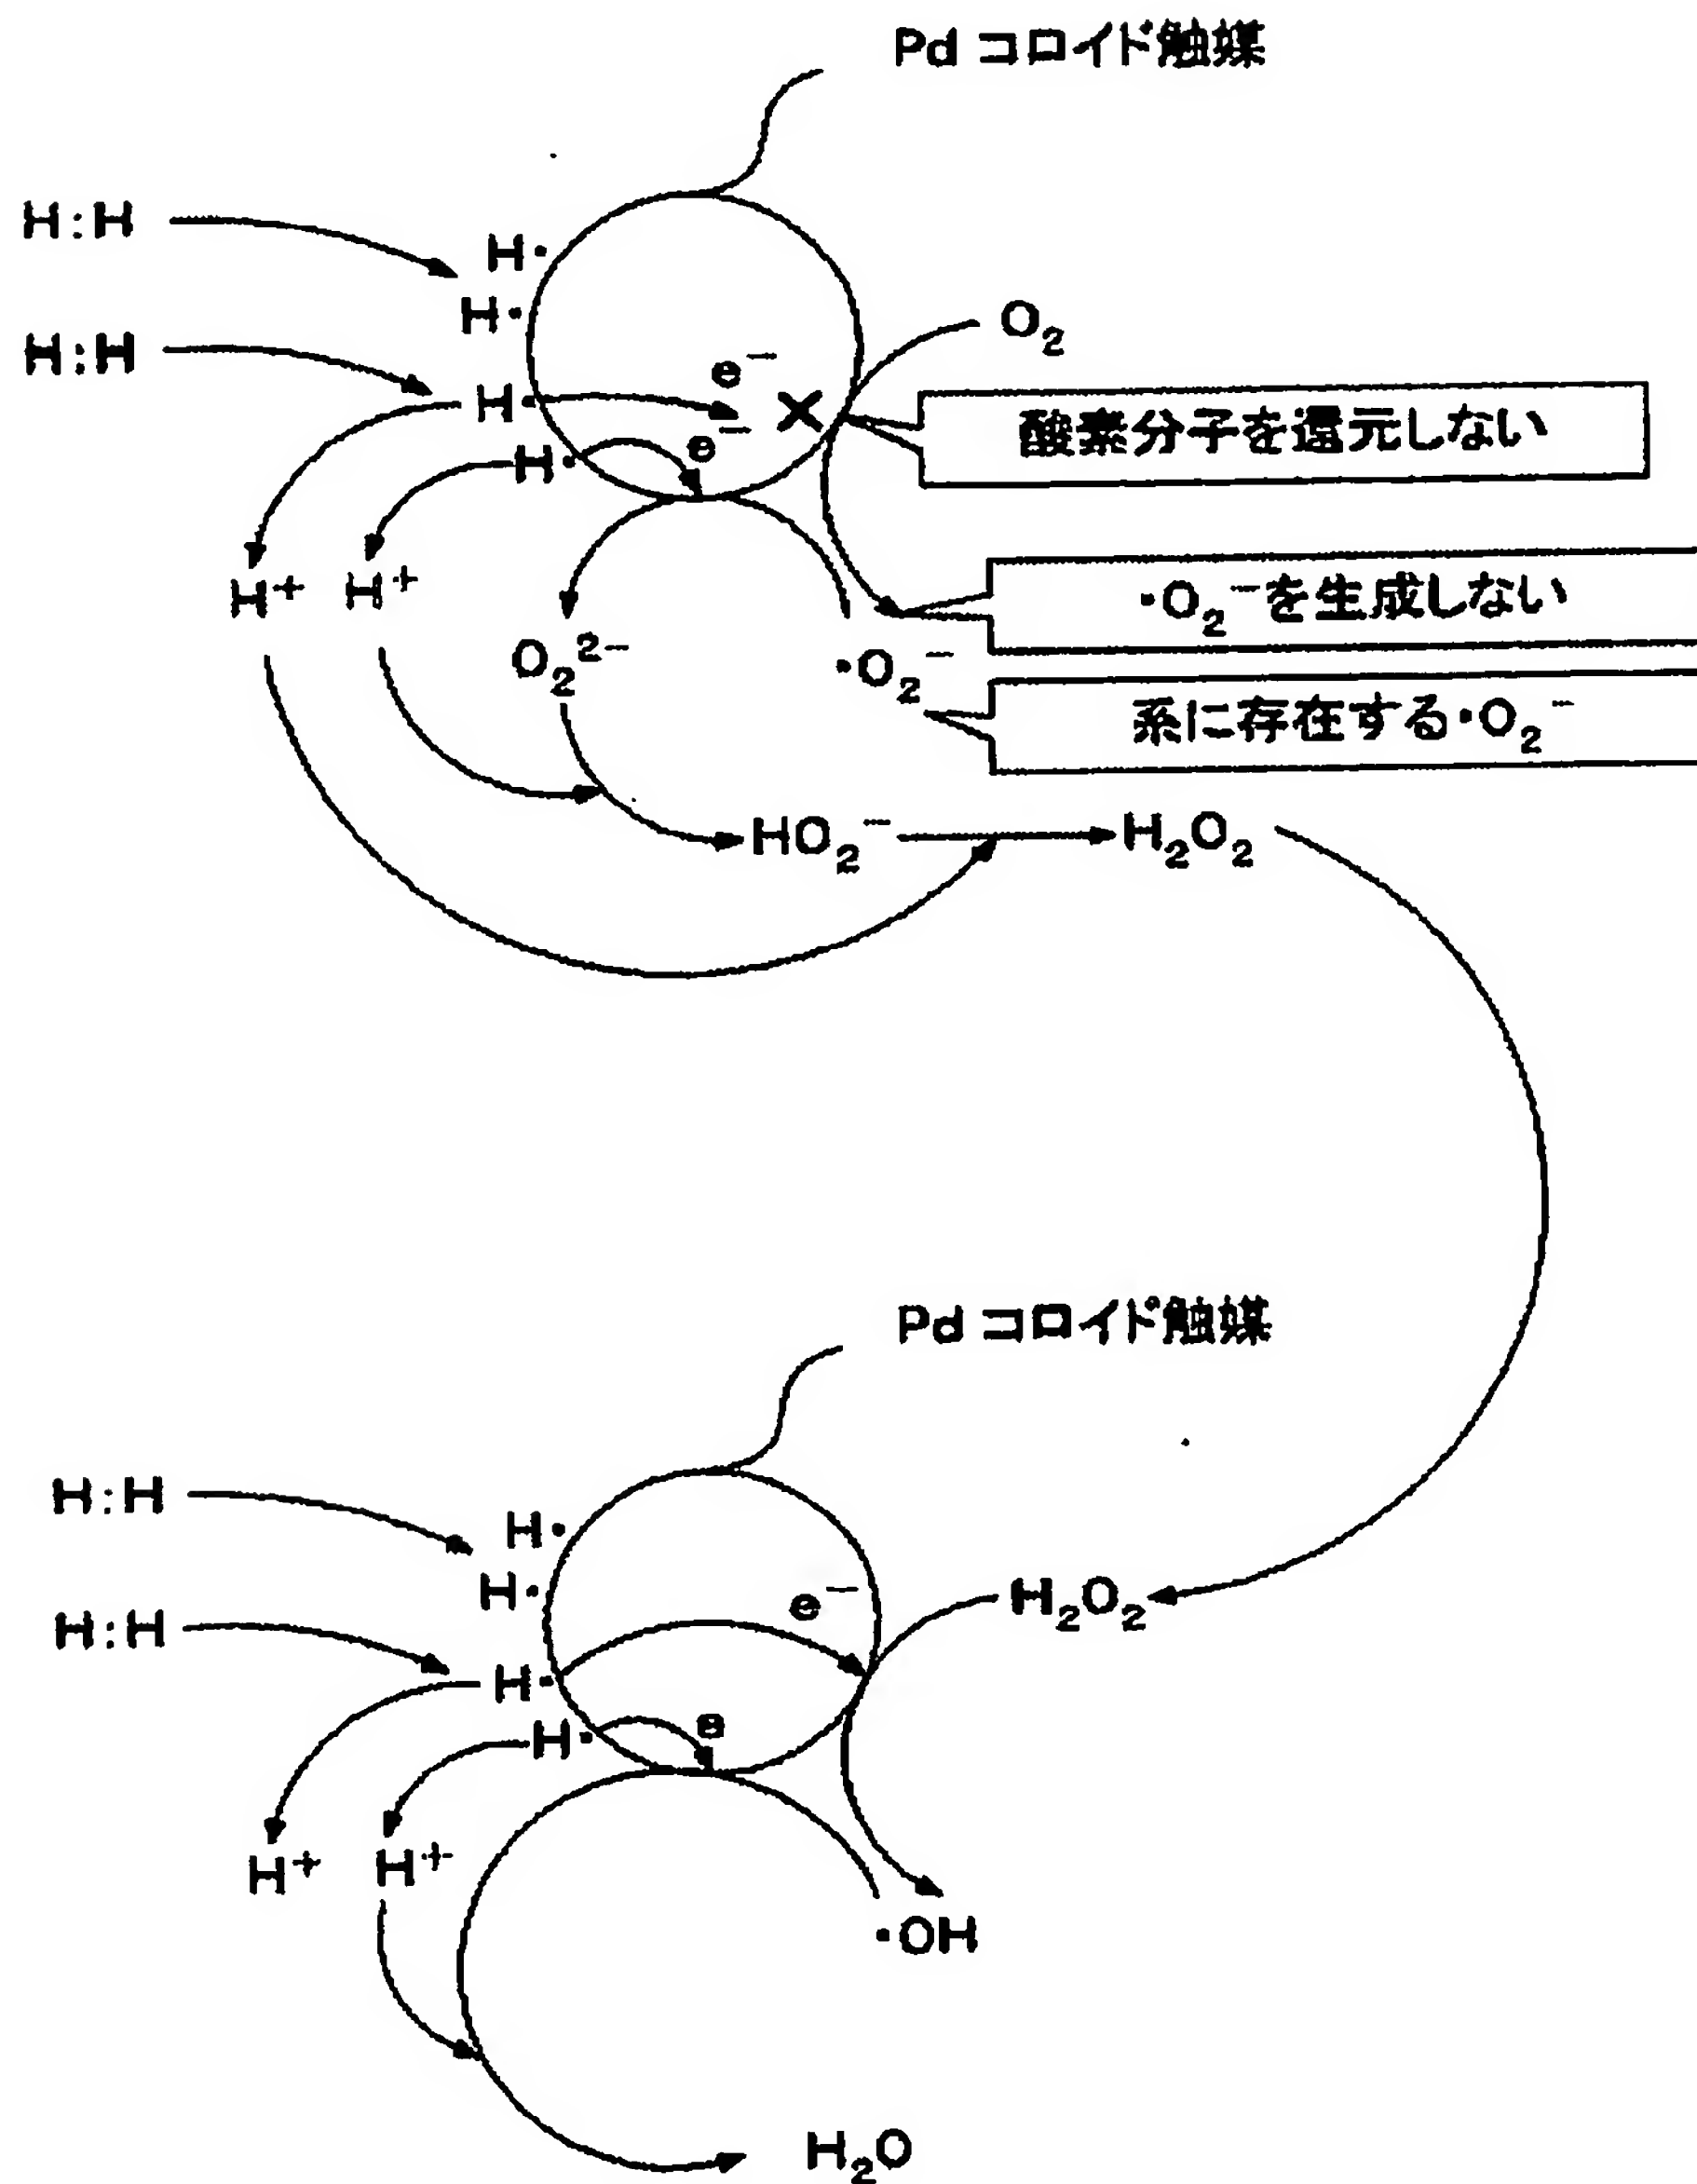 Pd コロイド触媒
H:H
H・
H・
O₂
H:H
e⁻
H・
×
酸素分子を還元しない
e⁻
H・
H⁺ H⁺
・O₂⁻を生成しない
O₂²⁻
・O₂⁻
系に存在する・O₂⁻
HO₂⁻
H₂O₂
Pd コロイド触媒
H:H
H・
H・
e⁻
H₂O₂
H:H
H・
e
H・
H⁺ H⁺
・OH
H₂O